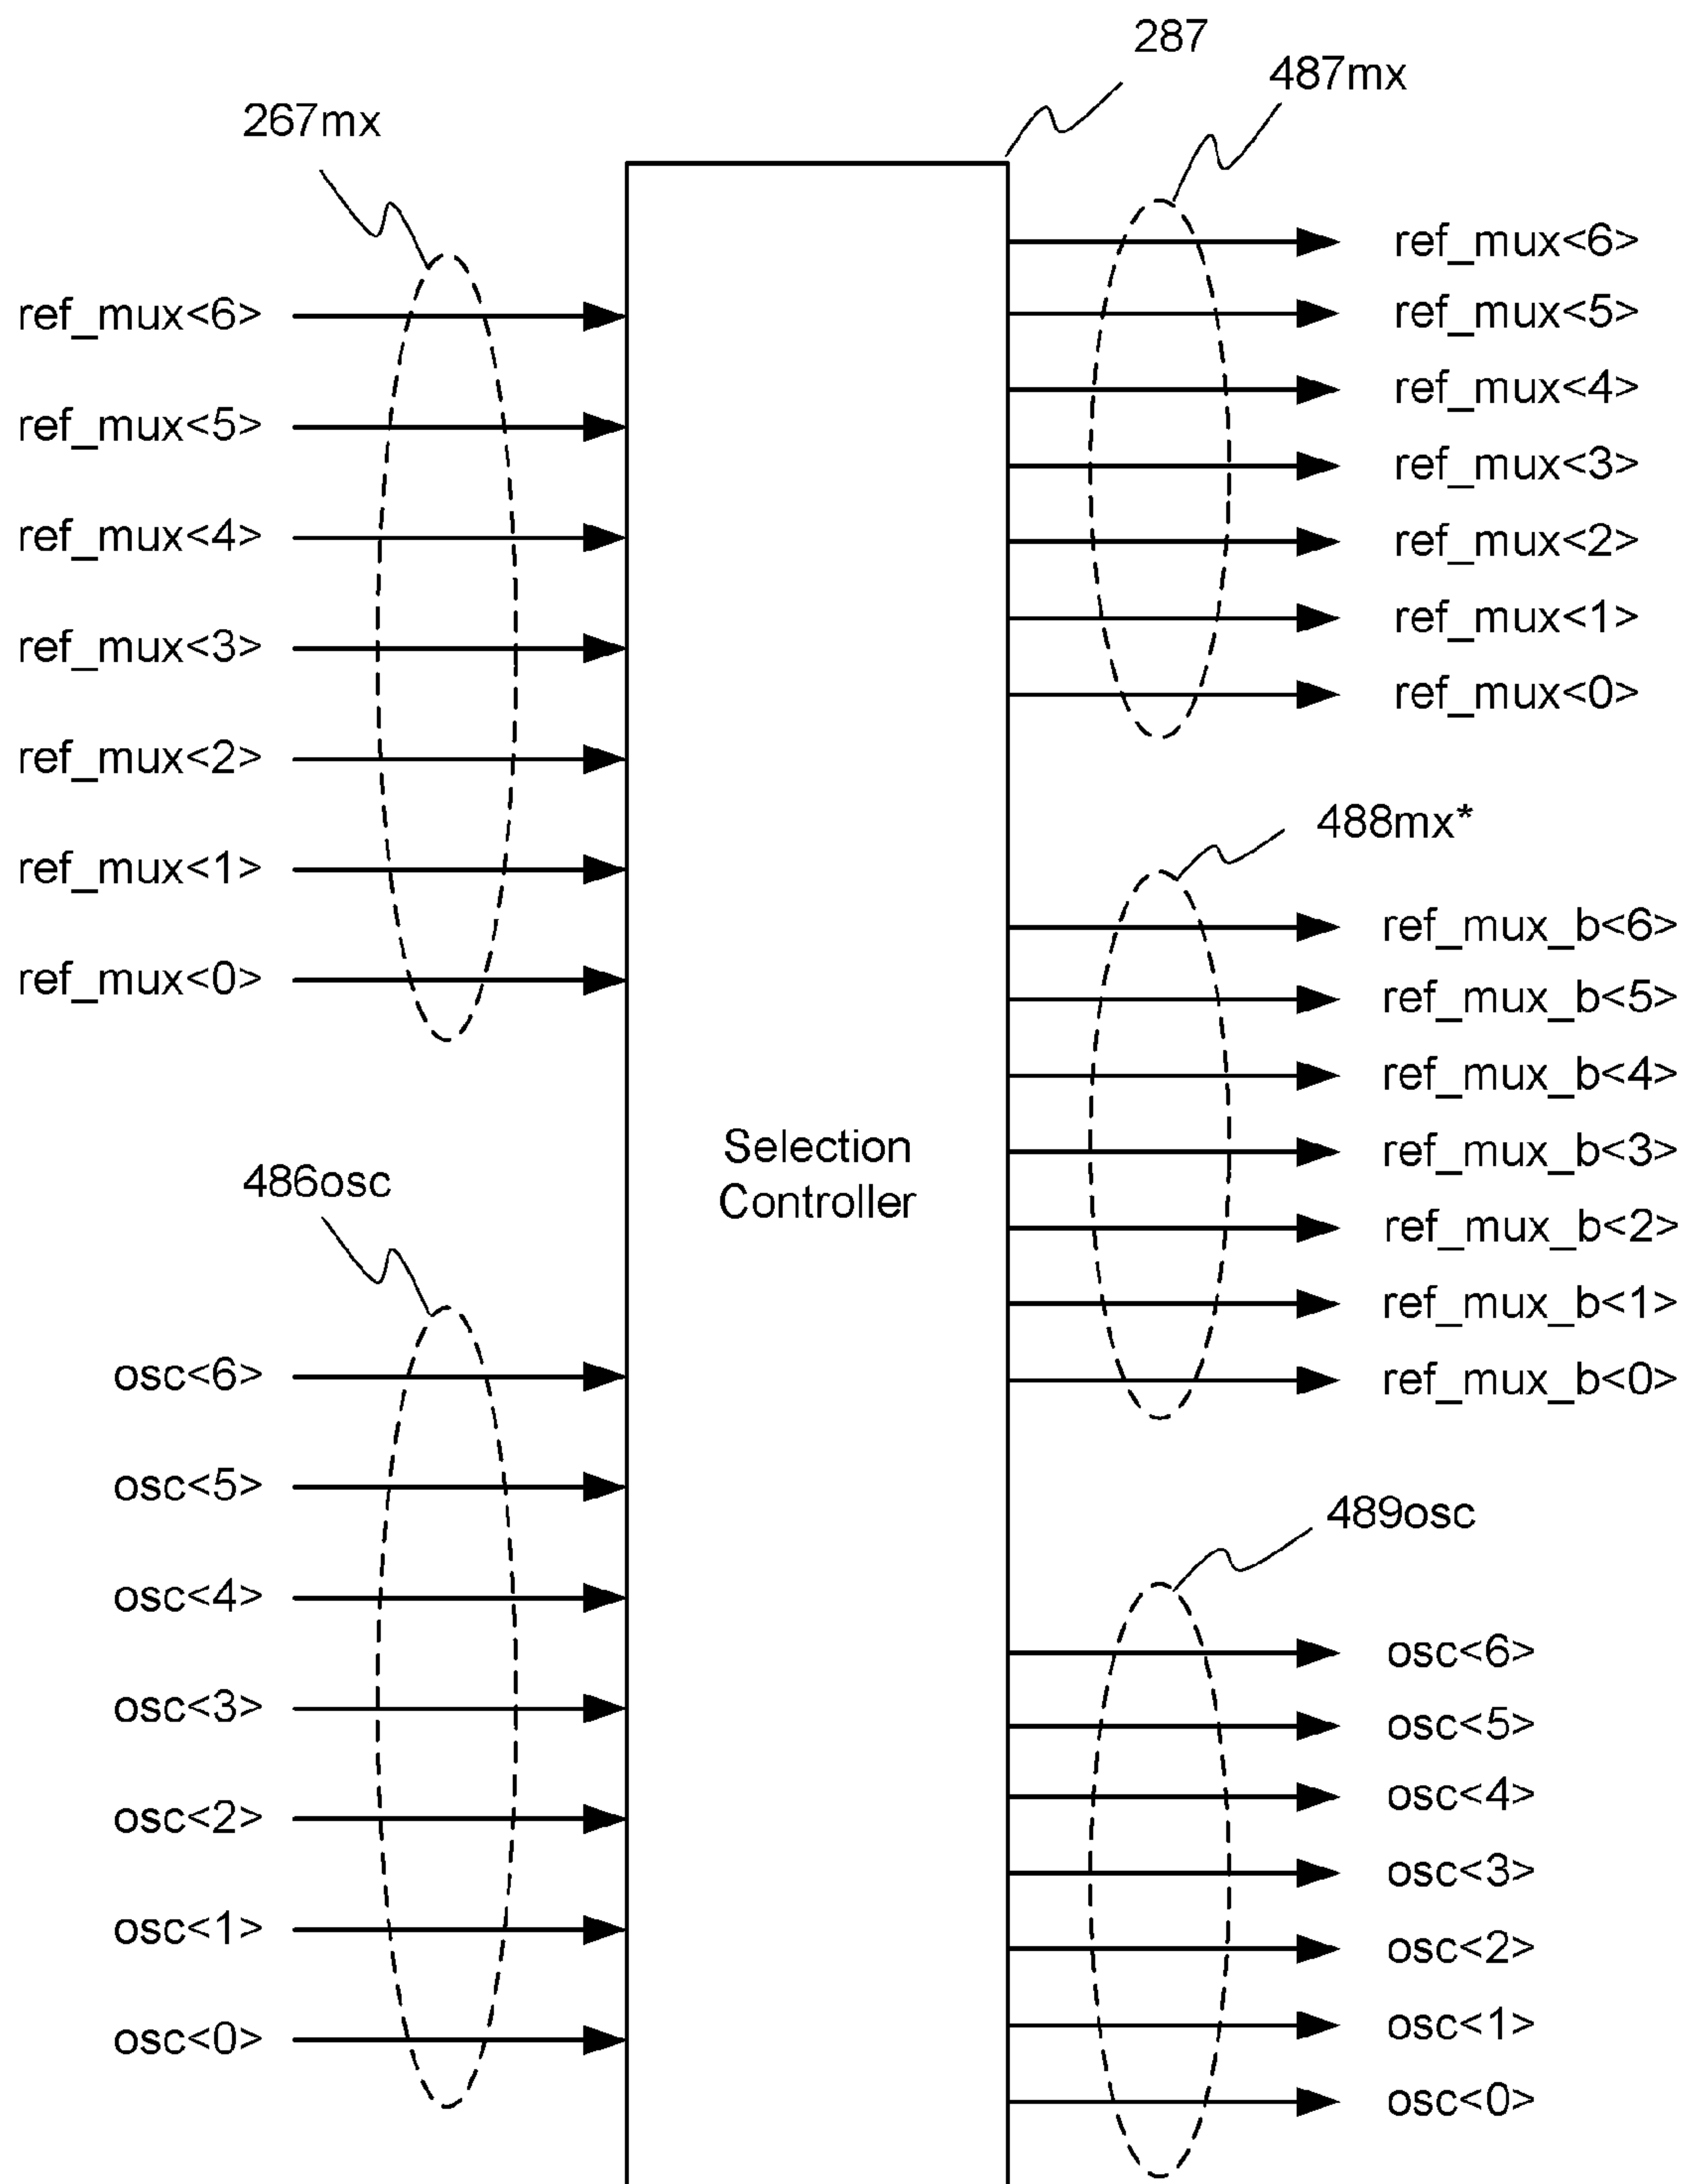 287
487mx
267mx
ref_mux<6>
ref_mux<5>
ref_mux<4>
ref_mux<3>
ref_mux<2>
ref_mux<1>
ref_mux<0>
486osc
osc<6>
osc<5>
osc<4>
osc<3>
osc<2>
osc<1>
osc<0>
Selection
Controller
ref_mux<6>
ref_mux<5>
ref_mux<4>
ref_mux<3>
ref_mux<2>
ref_mux<1>
ref_mux<0>
488mx*
ref_mux_b<6>
ref_mux_b<5>
ref_mux_b<4>
ref_mux_b<3>
ref_mux_b<2>
ref_mux_b<1>
ref_mux_b<0>
489osc
osc<6>
osc<5>
osc<4>
osc<3>
osc<2>
osc<1>
osc<0>